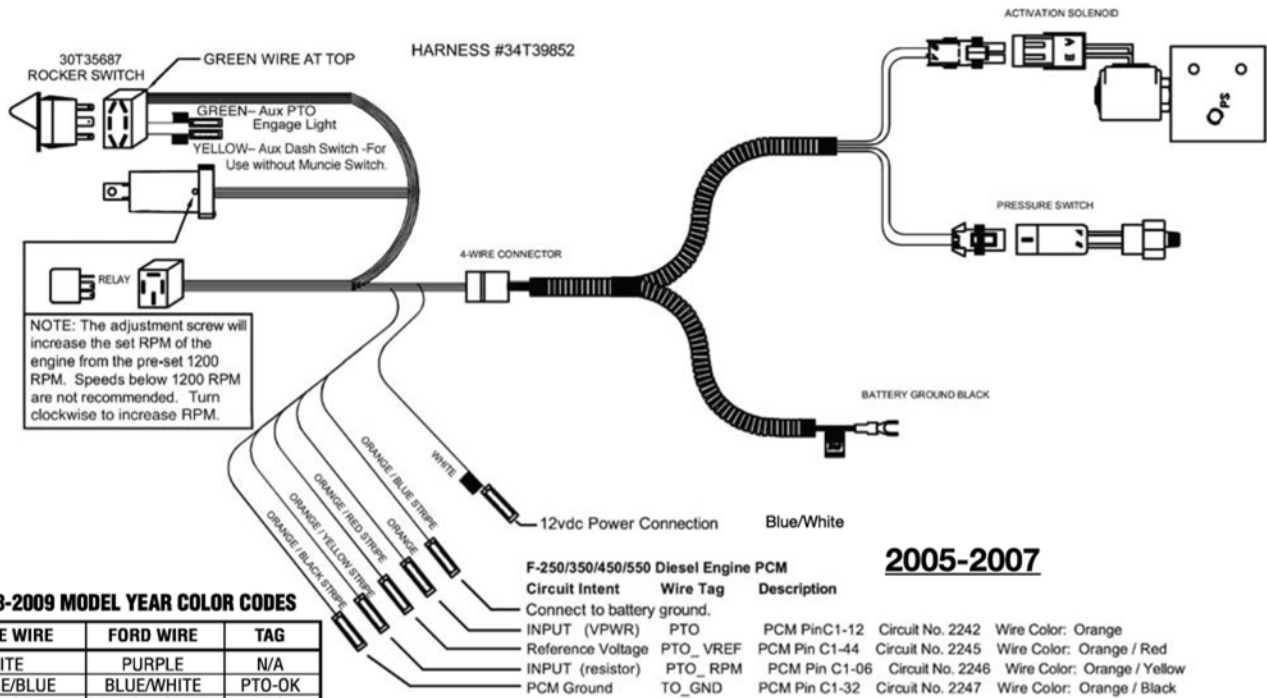 ACTIVATION SOLENOID
HARNESS #34T39852
30T35687
ROCKER SWITCH
GREEN WIRE AT TOP
GREEN– Aux PTO
Engage Light
YELLOW– Aux Dash Switch -For
Use without Muncie Switch.
PS
PRESSURE SWITCH
4-WIRE CONNECTOR
RELAY
NOTE: The adjustment screw will
increase the set RPM of the
engine from the pre-set 1200
RPM. Speeds below 1200 RPM
are not recommended. Turn
clockwise to increase RPM.
BATTERY GROUND BLACK
WHITE
ORANGE / BLUE STRIPE
ORANGE
ORANGE / RED STRIPE
ORANGE / YELLOW STRIPE
ORANGE / BLACK STRIPE
12vdc Power Connection
Blue/White
2005-2007
F-250/350/450/550 Diesel Engine PCM
Circuit Intent Wire Tag Description
Connect to battery ground.
INPUT (VPWR) PTO PCM PinC1-12 Circuit No. 2242 Wire Color: Orange
Reference Voltage PTO_ VREF PCM Pin C1-44 Circuit No. 2245 Wire Color: Orange / Red
INPUT (resistor) PTO_ RPM PCM Pin C1-06 Circuit No. 2246 Wire Color: Orange / Yellow
PCM Ground TO_GND PCM Pin C1-32 Circuit No. 2247 Wire Color: Orange / Black
-2009 MODEL YEAR COLOR CODES
WIRE FORD WIRE TAG
PURPLE N/A
/BLUE BLUE/WHITE PTO-OK